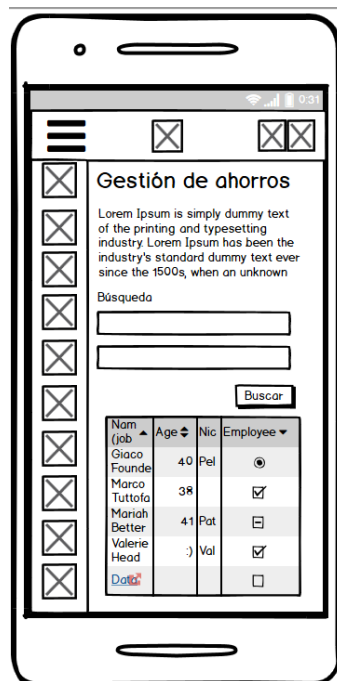 0:31
Gestión de ahorros
Lorem Ipsum is simply dummy text
of the printing and typesetting
industry. Lorem Ipsum has been the
industry's standard dummy text ever
since the 1500s, when an unknown
Búsqueda
Buscar
Nam
(job Age Nic Employee
Giaco
Founde 40 Pel
Marco
Tuttofa 38
Mariah
Better 41 Pat
Valerie
Head :) Val
Data